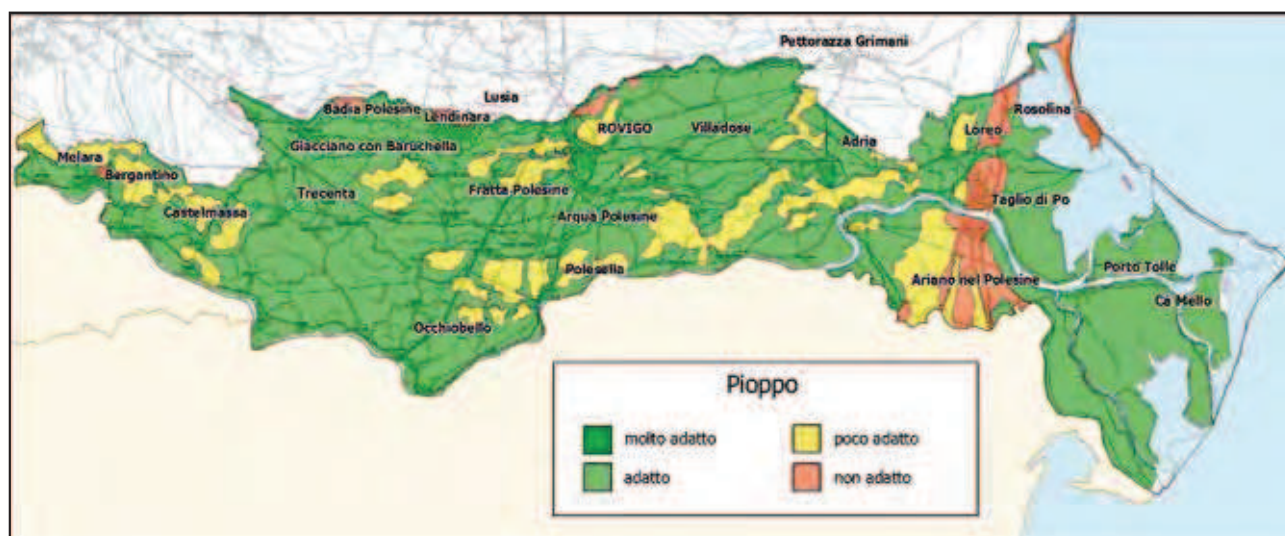 Pettorazza Grimani
Lusia
Badia Polesine
Lendinara
Rosolina
ROVIGO
Villadose
Loreo
Adria
Giacciano con Baruchella
Melara
Bergantino
Trecenta
Fratta Polesine
Taglio di Po
Castelmassa
Arqua Polesine
Polesella
Porto Tolle
Ariano nel Polesine
Ca Mello
Occhiobello
Pioppo
molto adatto
poco adatto
adatto
non adatto